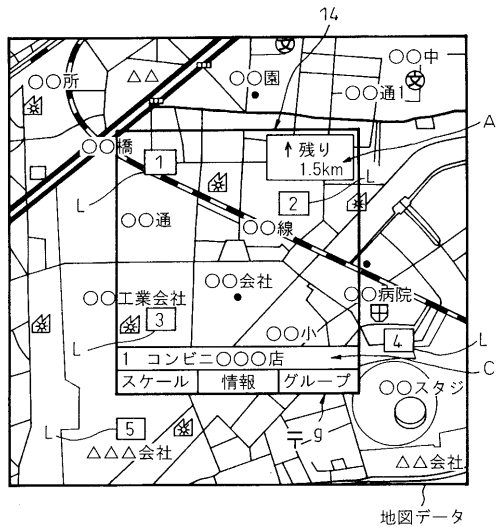 14
○○所
△△
○○園
○○中
○○通1
A
○○橋
↑ 残り
1.5km
1
L
2
L
○○通
○○線
○○会社
○○工業会社
○○病院
3
L
○○小
4
L
1 コンビニ○○○店
C
スケール 情報 グループ
○○スタジ
g
L
5
△△△会社
△△会社
地図データ